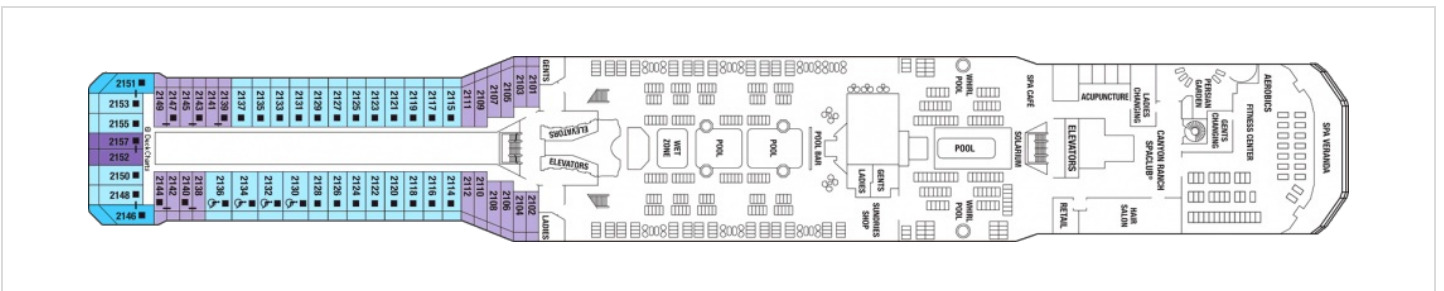 2151
2153
2155
2157
2152
2150
2148
2146
© Deck Charts
2149
2147
2145
2143
2141
2139
2137
2135
2133
2131
2129
2127
2125
2123
2121
2119
2117
2115
2111
2109
2107
2105
2103
2101
GENTS
2144
2142
2140
2138
2136
2134
2132
2130
2128
2126
2124
2122
2120
2118
2116
2114
2112
2110
2108
2106
2104
2102
LADIES
ELEVATORS
ELEVATORS
WET
ZONE
POOL
POOL
POOL BAR
GENTS
LADIES
SUNDRIES
SHOP
WHIRL
POOL
POOL
WHIRL
POOL
SOLARIUM
SPA CAFÉ
ELEVATORS
ACUPUNCTURE
LADIES
CHANGING
RETAIL
HAIR
SALON
CANYON RANCH
SPACLUB®
PERSIAN
GARDEN
GENTS
CHANGING
AEROBICS
FITNESS CENTER
SPA VERANDA